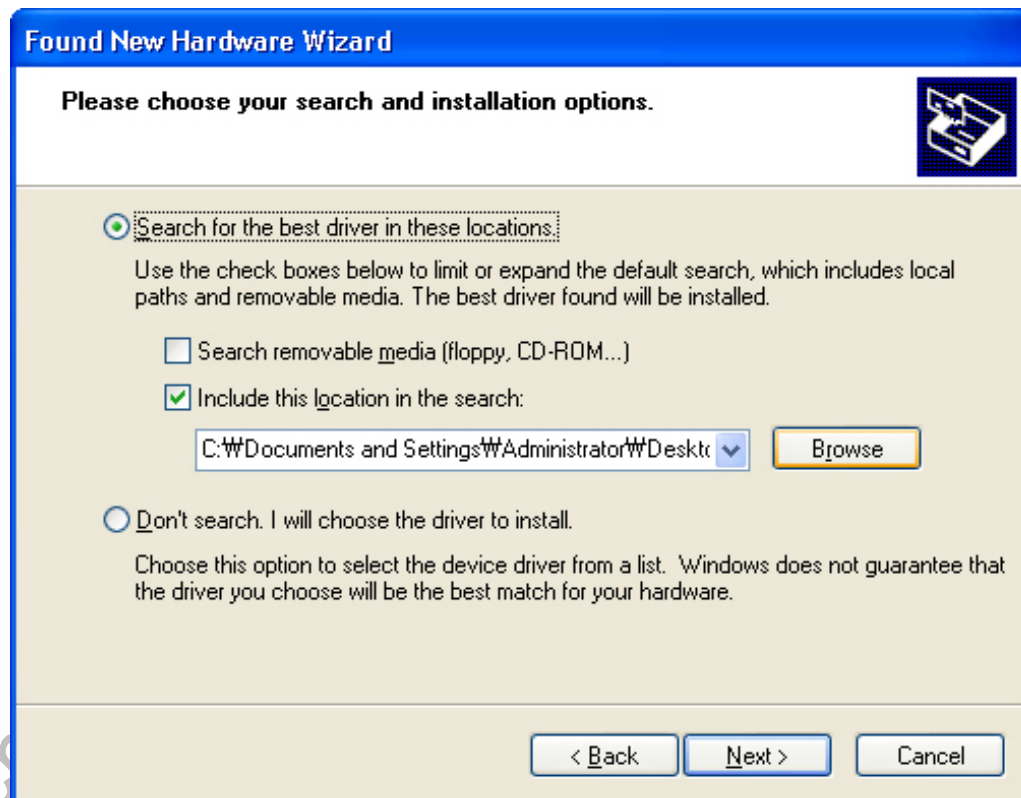 Found New Hardware Wizard
Please choose your search and installation options.
Search for the best driver in these locations.
Use the check boxes below to limit or expand the default search, which includes local
paths and removable media. The best driver found will be installed.
Search removable media (floppy, CD-ROM...)
Include this location in the search:
C:₩Documents and Settings₩Administrator₩Deskto
Browse
Don't search. I will choose the driver to install.
Choose this option to select the device driver from a list. Windows does not guarantee that
the driver you choose will be the best match for your hardware.
< Back
Next >
Cancel